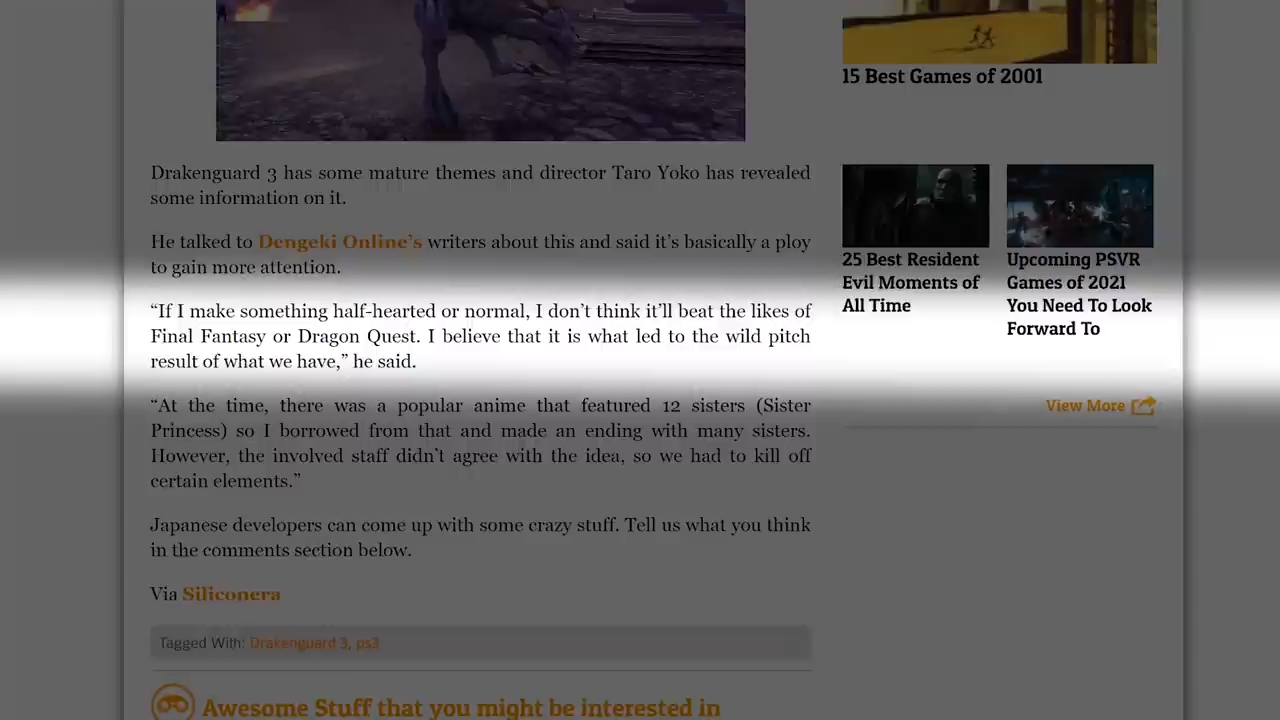 15 Best Games of 2001
Drakenguard 3 has some mature themes and director Taro Yoko has revealed
some information on it.
He talked to Dengeki Online's writers about this and said it's basically a ploy
to gain more attention.
“If I make something half-hearted or normal, I don't think it'll beat the likes of
Final Fantasy or Dragon Quest. I believe that it is what led to the wild pitch
result of what we have,” he said.
“At the time, there was a popular anime that featured 12 sisters (Sister
Princess) so I borrowed from that and made an ending with many sisters.
However, the involved staff didn't agree with the idea, so we had to kill off
certain elements.”
Japanese developers can come up with some crazy stuff. Tell us what you think
in the comments section below.
Via Siliconera
Tagged With: Drakenguard 3, ps3
Awesome Stuff that you might be interested in
25 Best Resident
Evil Moments of
All Time
Upcoming PSVR
Games of 2021
You Need To Look
Forward To
View More